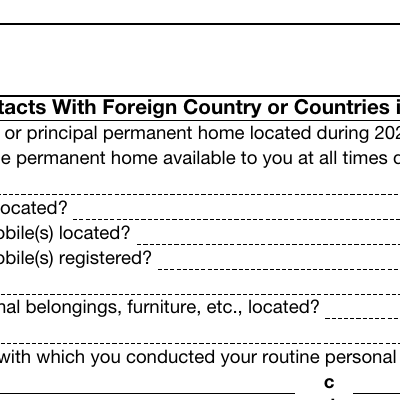 tacts With Foreign Country or Countries i
or principal permanent home located during 202
e permanent home available to you at all times
ocated?
obile(s) located?
obile(s) registered?
nal belongings, furniture, etc., located?
with which you conducted your routine personal
c